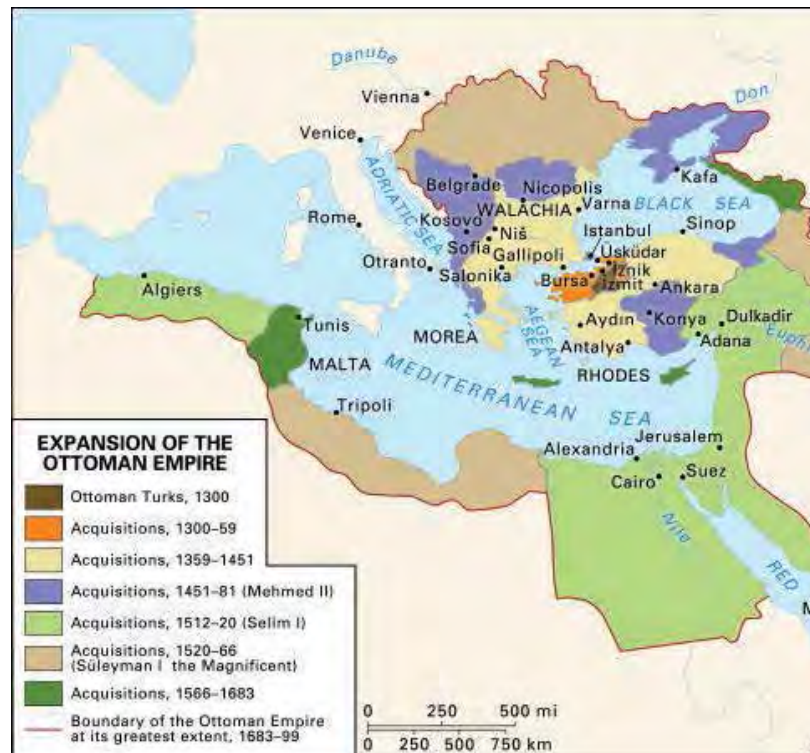 Danube
Vienna
Don
Venice
ADRIATIC SEA
Belgrade
Nicopolis
Kafa
WALACHIA
Varna
BLACK SEA
Rome
Kosovo
Niš
Istanbul
Sinop
Sofia
Üsküdar
Otranto
Gallipoli
Iznik
Salonika
Bursa
İzmit
Ankara
Algiers
Tunis
MOREA
AEGEAN
SEA
Aydın
Konya
Dulkadir
Adana
Euph
Antalya
MALTA
RHODES
MEDITERRANEAN
SEA
Tripoli
Alexandria
Jerusalem
Cairo
Suez
Nile
RED
M
EXPANSION OF THE
OTTOMAN EMPIRE
Ottoman Turks, 1300
Acquisitions, 1300–59
Acquisitions, 1359–1451
Acquisitions, 1451–81 (Mehmed II)
Acquisitions, 1512–20 (Selim I)
Acquisitions, 1520–66
(Süleyman I the Magnificent)
Acquisitions, 1566–1683
Boundary of the Ottoman Empire
at its greatest extent, 1683–99
0 250 500 mi
0 250 500 750 km